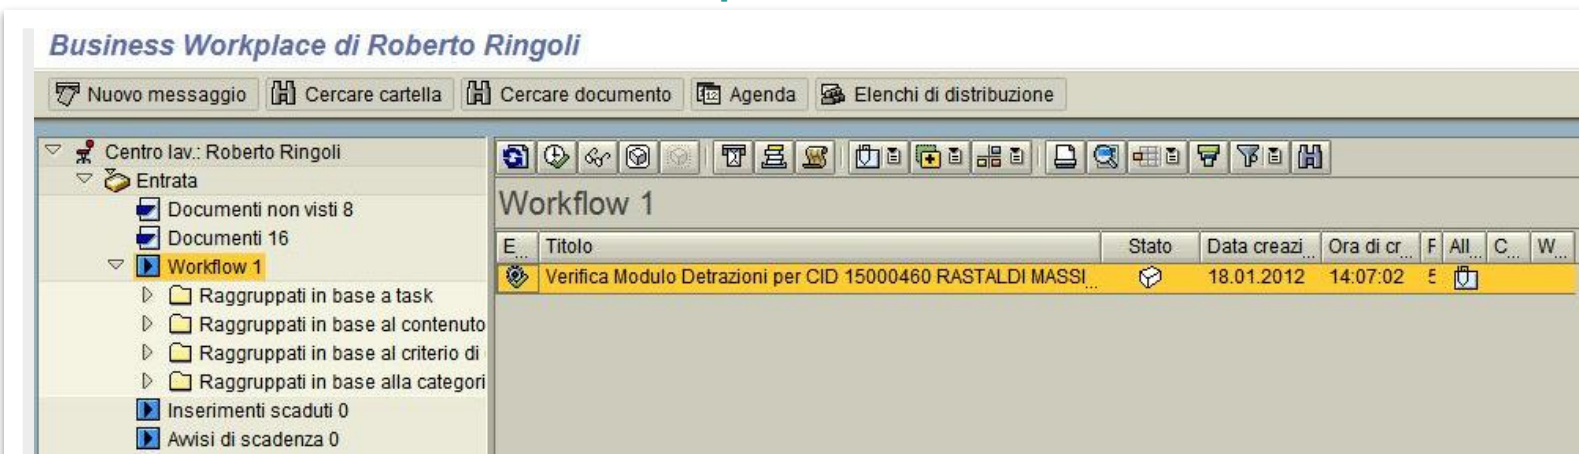 Business Workplace di Roberto Ringoli
Nuovo messaggio Cercare cartella Cercare documento Agenda Elenchi di distribuzione
Centro lav.: Roberto Ringoli
Entrata
Documenti non visti 8
Documenti 16
Workflow 1
Raggruppati in base a task
Raggruppati in base al contenuto
Raggruppati in base al criterio di
Raggruppati in base alla categori
Inserimenti scaduti 0
Avvisi di scadenza 0
Workflow 1
E... Titolo Stato Data creazi... Ora di cr... F All... C... W...
Verifica Modulo Detrazioni per CID 15000460 RASTALDI MASSI... 18.01.2012 14:07:02 5